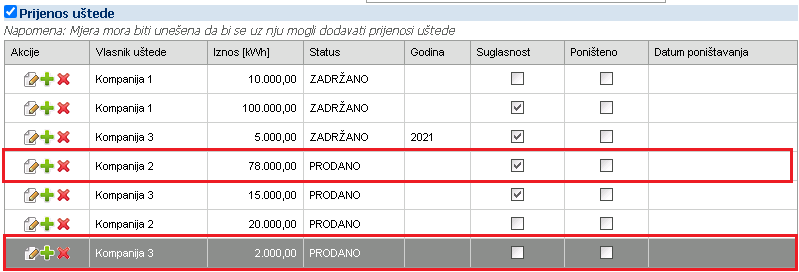 Prijenos uštede
Napomena: Mjera mora biti unešena da bi se uz nju mogli dodavati prijenosi uštede
Akcije Vlasnik uštede Iznos [kWh] Status Godina Suglasnost Poništeno Datum poništavanja
Kompanija 1 10.000,00 ZADRŽANO
Kompanija 1 100.000,00 ZADRŽANO
Kompanija 3 5.000,00 ZADRŽANO 2021
Kompanija 2 78.000,00 PRODANO
Kompanija 3 15.000,00 PRODANO
Kompanija 2 20.000,00 PRODANO
Kompanija 3 2.000,00 PRODANO